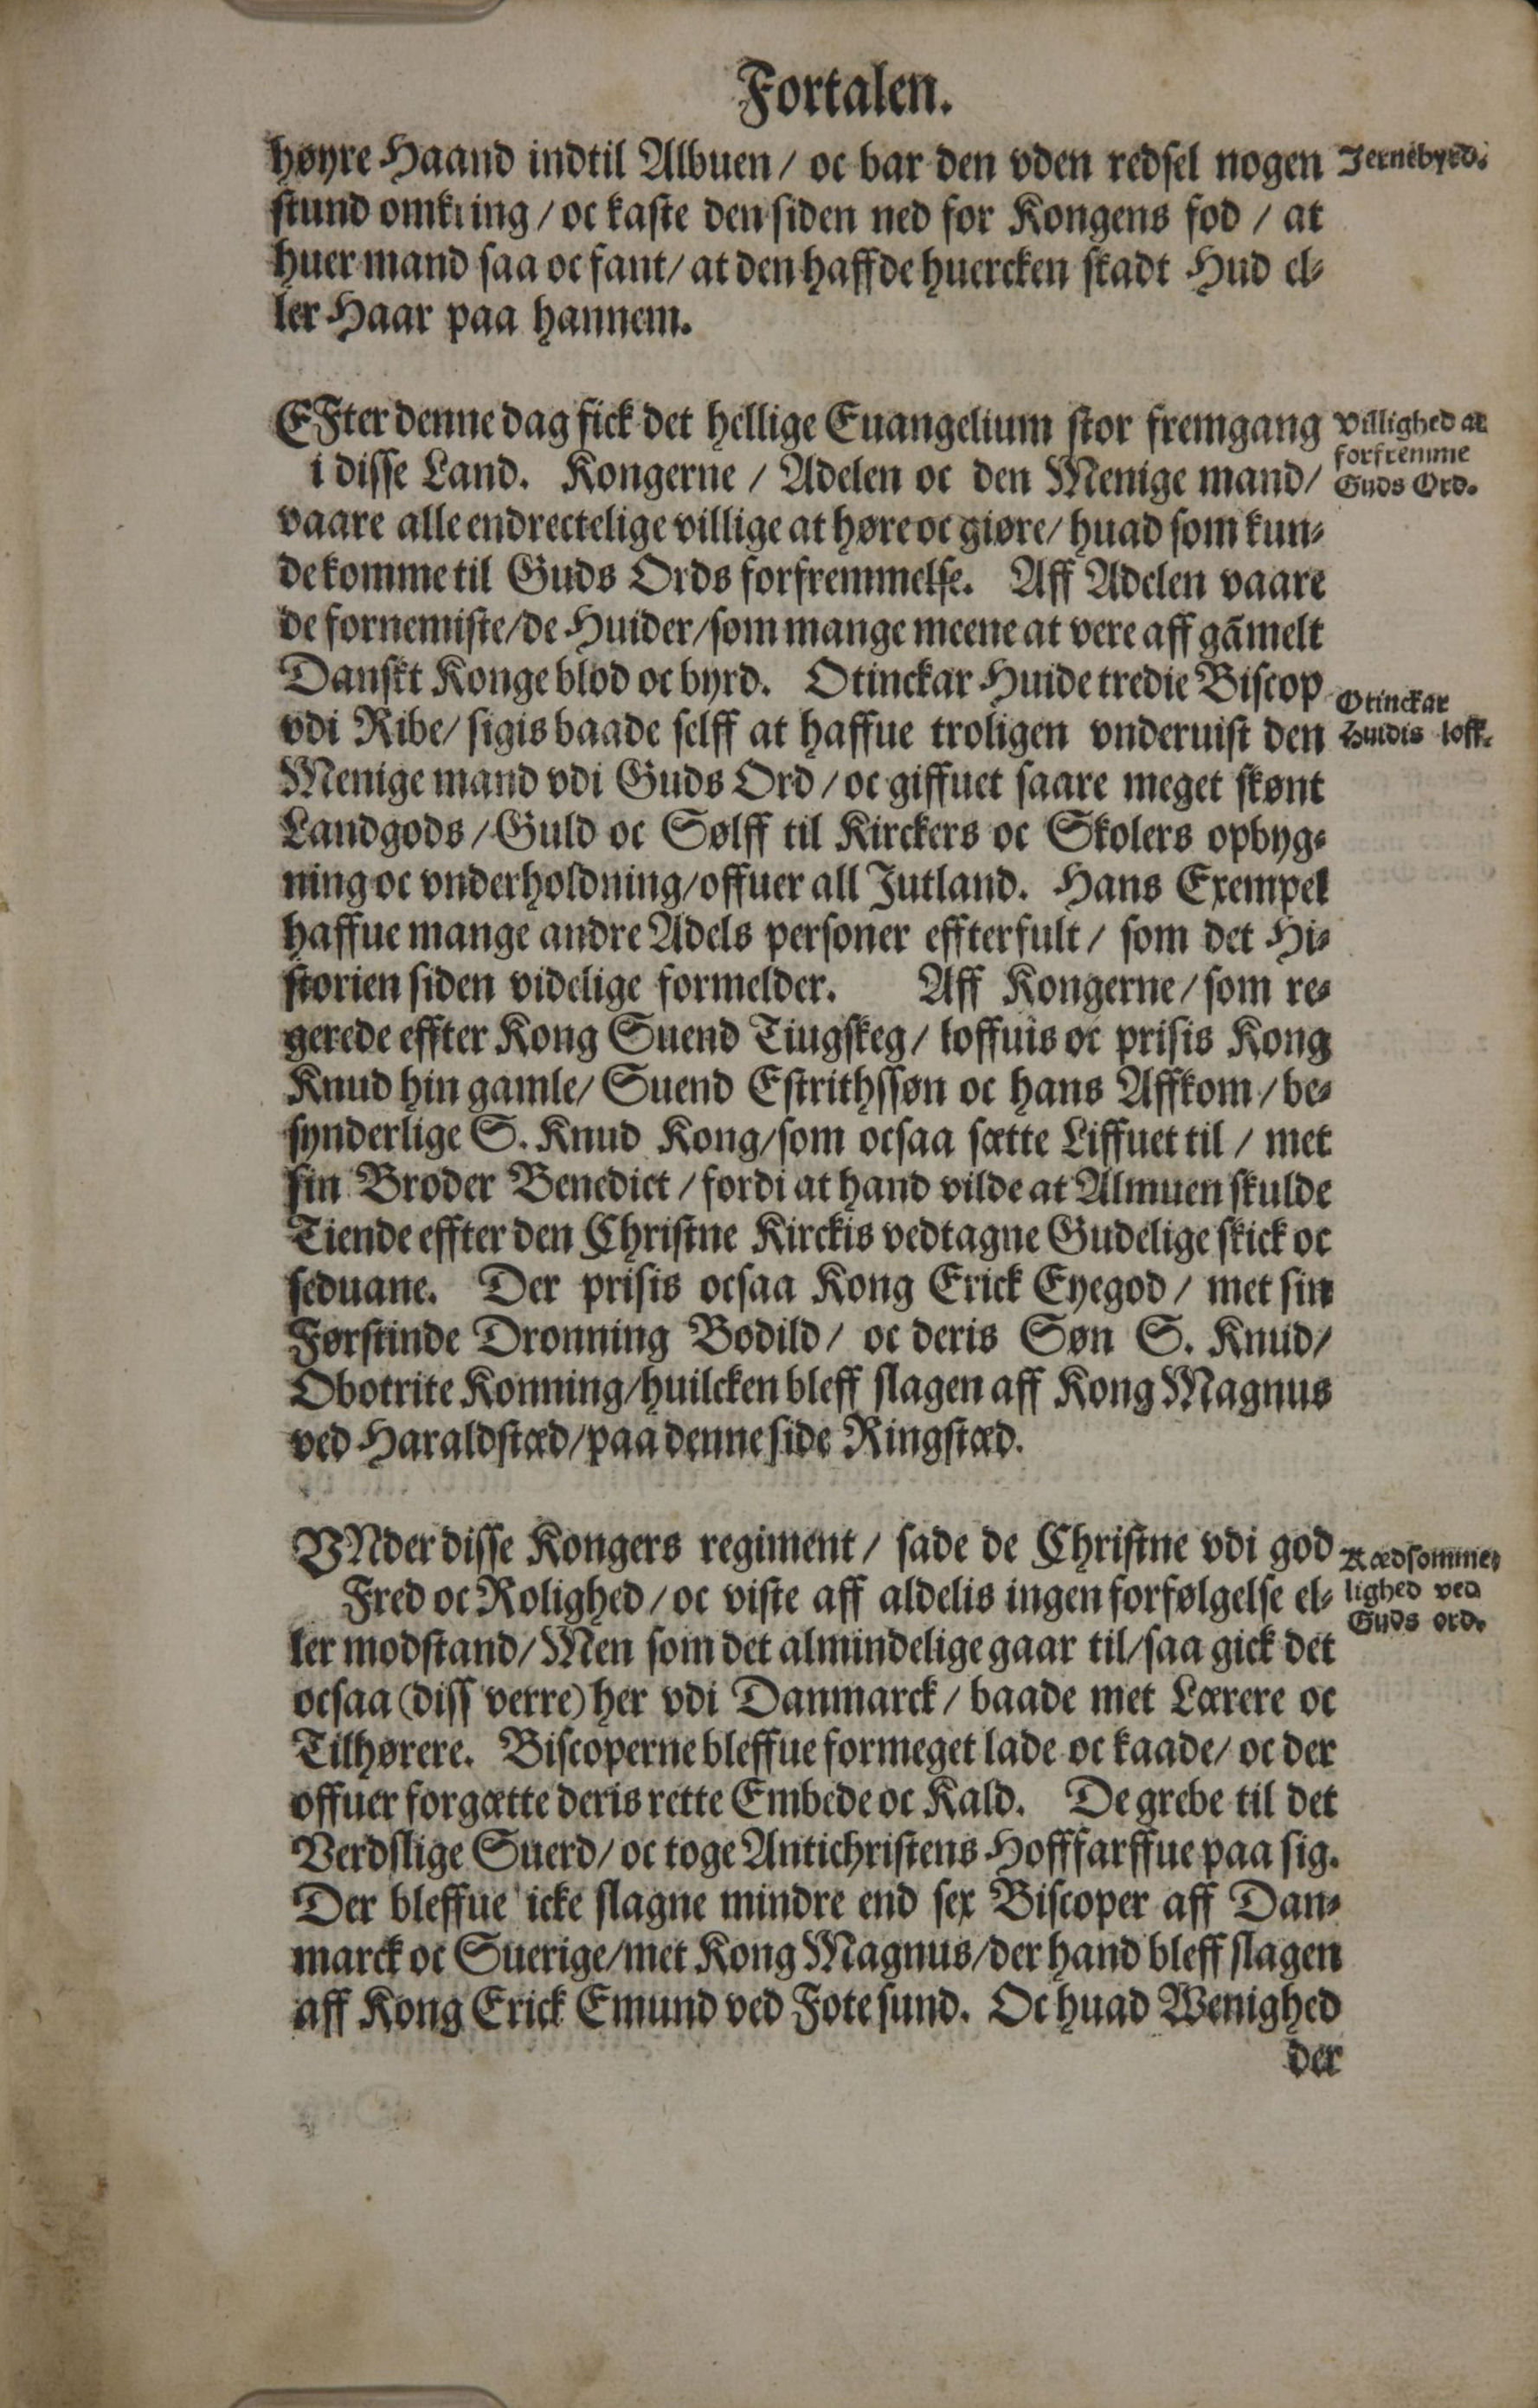 Fortalen.
høyre Haand indtil Albuen / oc bar den vden redsel nogen
Jernebyrd.
stund omkring / oc kaste den siden ned for Kongens fod / at
huer mand saa oc fant / at den haffde huercken skadt Hud el-
ler Haar paa hannem.
EFter denne dag fick det hellige Euangelium stor fremgang
i disse Land. Kongerne / Adelen oc den Menige mand /
Villighed at
forfremme
Guds Ord.
vaare alle endrectelige villige at høre oc giøre / huad som kun-
de komme til Guds Ords forfremmelse. Aff Adelen vaare
de fornemiste / de Huider / som mange meene at vere aff gāmelt
Danskt Konge blod oc byrd. Otinckar Huide tredie Biscop
vdi Ribe / sigis baade selff at haffue troligen vnderuist den
Otinckar
Huidis loff.
Menige mand vdi Guds Ord / oc giffuet saare meget skønt
Landgods / Guld oc Sølff til Kirckers oc Skolers opbyg-
ning oc vnderholdning / offuer all Jutland. Hans Exempel
haffue mange andre Adels personer effterfult / som det Hi-
storien siden videlige formelder. Aff Kongerne / som re-
gerede effter Kong Suend Tiugskeg / loffuis oc prisis Kong
Knud hin gamle / Suend Estrithssøn oc hans Affkom / be-
synderlige S. Knud Kong / som ocsaa sætte Liffuet til / met
sin Broder Benedict / fordi at hand vilde at Almuen skulde
Tiende effter den Christne Kirckis vedtagne Gudelige skick oc
seduane. Der prisis ocsaa Kong Erick Eyegod / met sin
Førstinde Dronning Bodild / oc deris Søn S. Knud /
Obotrite Konning / huilcken bleff slagen aff Kong Magnus
ved Haraldstæd / paa denne side Ringstæd.
VNder disse Kongers regiment / sade de Christne vdi god
Fred oc Rolighed / oc viste aff aldelis ingen forfølgelse el-
Kædsomme-
lighed ved
Guds ord.
ler modstand / Men som det almindelige gaar til / saa gick det
ocsaa (diss verre) her vdi Danmarck / baade met Lærere oc
Tilhørere. Biscoperne bleffue formeget lade oc kaade / oc der
offuer forgætte deris rette Embede oc Kald. De grebe til det
Verdslige Suerd / oc toge Antichristens Hofffarffue paa sig.
Der bleffue icke slagne mindre end sex Biscoper aff Dan-
marck oc Suerige / met Kong Magnus / der hand bleff slagen
aff Kong Erick Emund ved Fote sund. Oc huad Wenighed
der